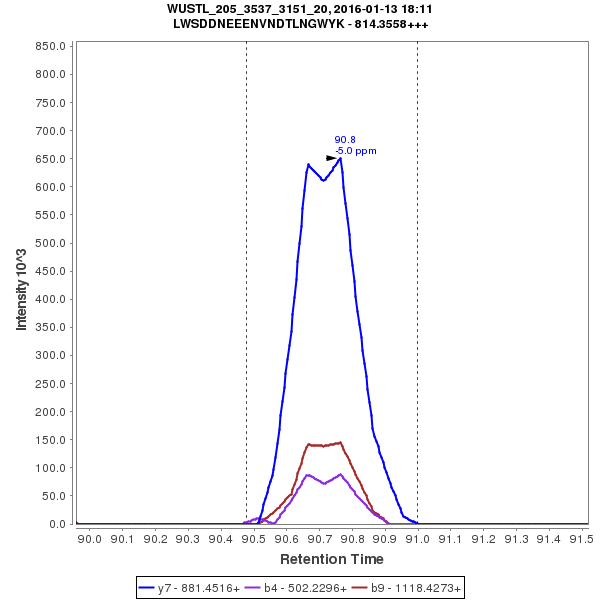 WUSTL_205_3537_3151_20, 2016-01-13 18:11
LWSDDNEEENVNDTLNGWYK - 814.3558+++
850.0
800.0
750.0
700.0
650.0
600.0
550.0
500.0
450.0
400.0
350.0
300.0
250.0
200.0
150.0
100.0
50.0
0.0
Intensity 10^3
90.8
-5.0 ppm
90.0 90.1 90.2 90.3 90.4 90.5 90.6 90.7 90.8 90.9 91.0 91.1 91.2 91.3 91.4 91.5
Retention Time
y7 - 881.4516+ b4 - 502.2296+ b9 - 1118.4273+